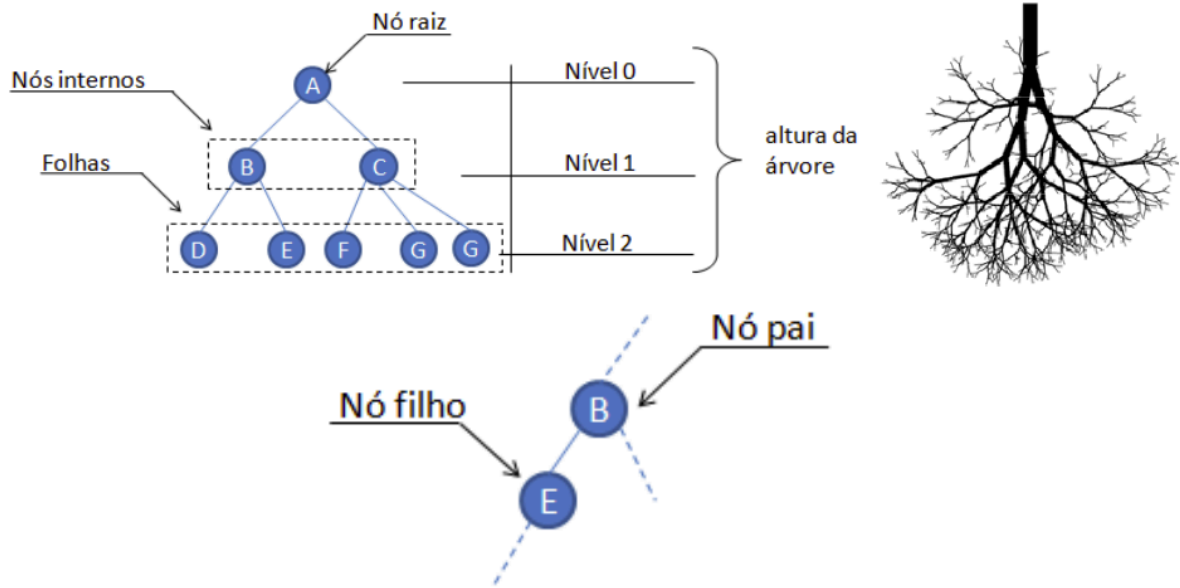 Nó raiz
Nós internos
A
Nível 0
Folhas
B
C
Nível 1
altura da
árvore
D
E
F
G
G
Nível 2
Nó pai
Nó filho
B
E